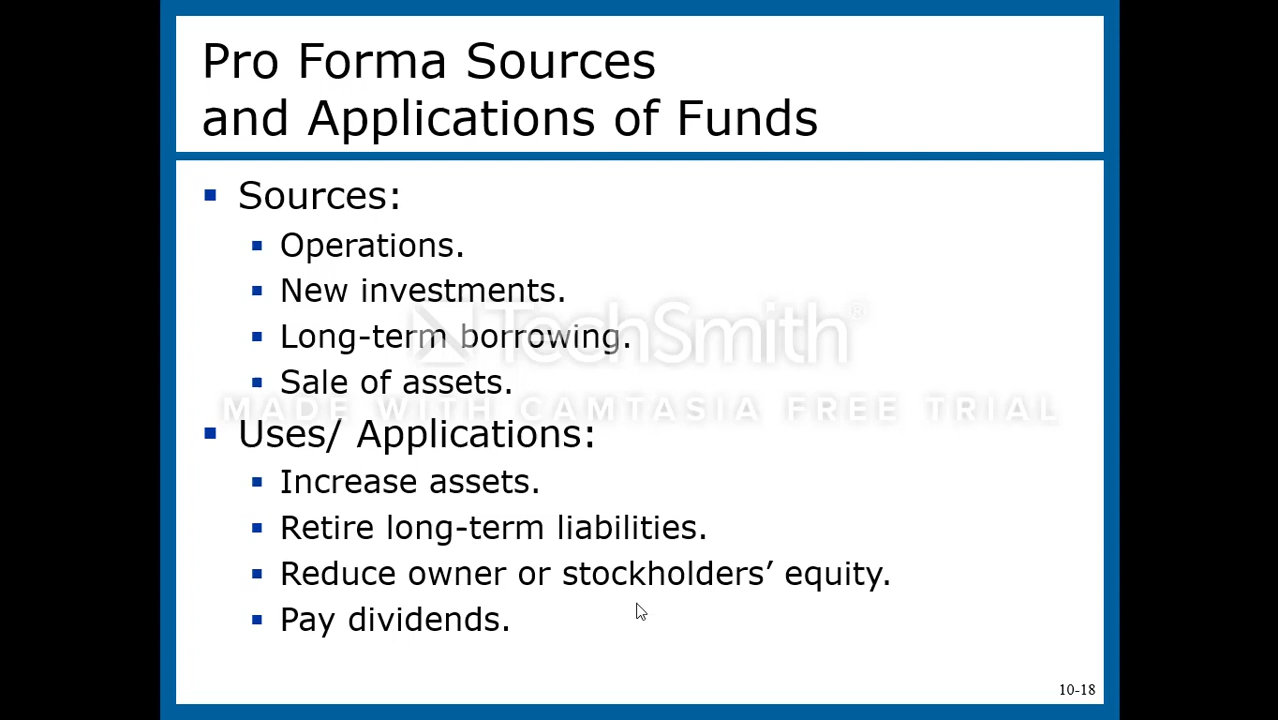 Pro Forma Sources
and Applications of Funds
Sources:
Operations.
New investments.
Long-term borrowing.
Sale of assets.
Uses/ Applications:
Increase assets.
Retire long-term liabilities.
Reduce owner or stockholders’ equity.
Pay dividends.
TechSmith®
MADE WITH CAMTASIA FREE TRIAL
10-18